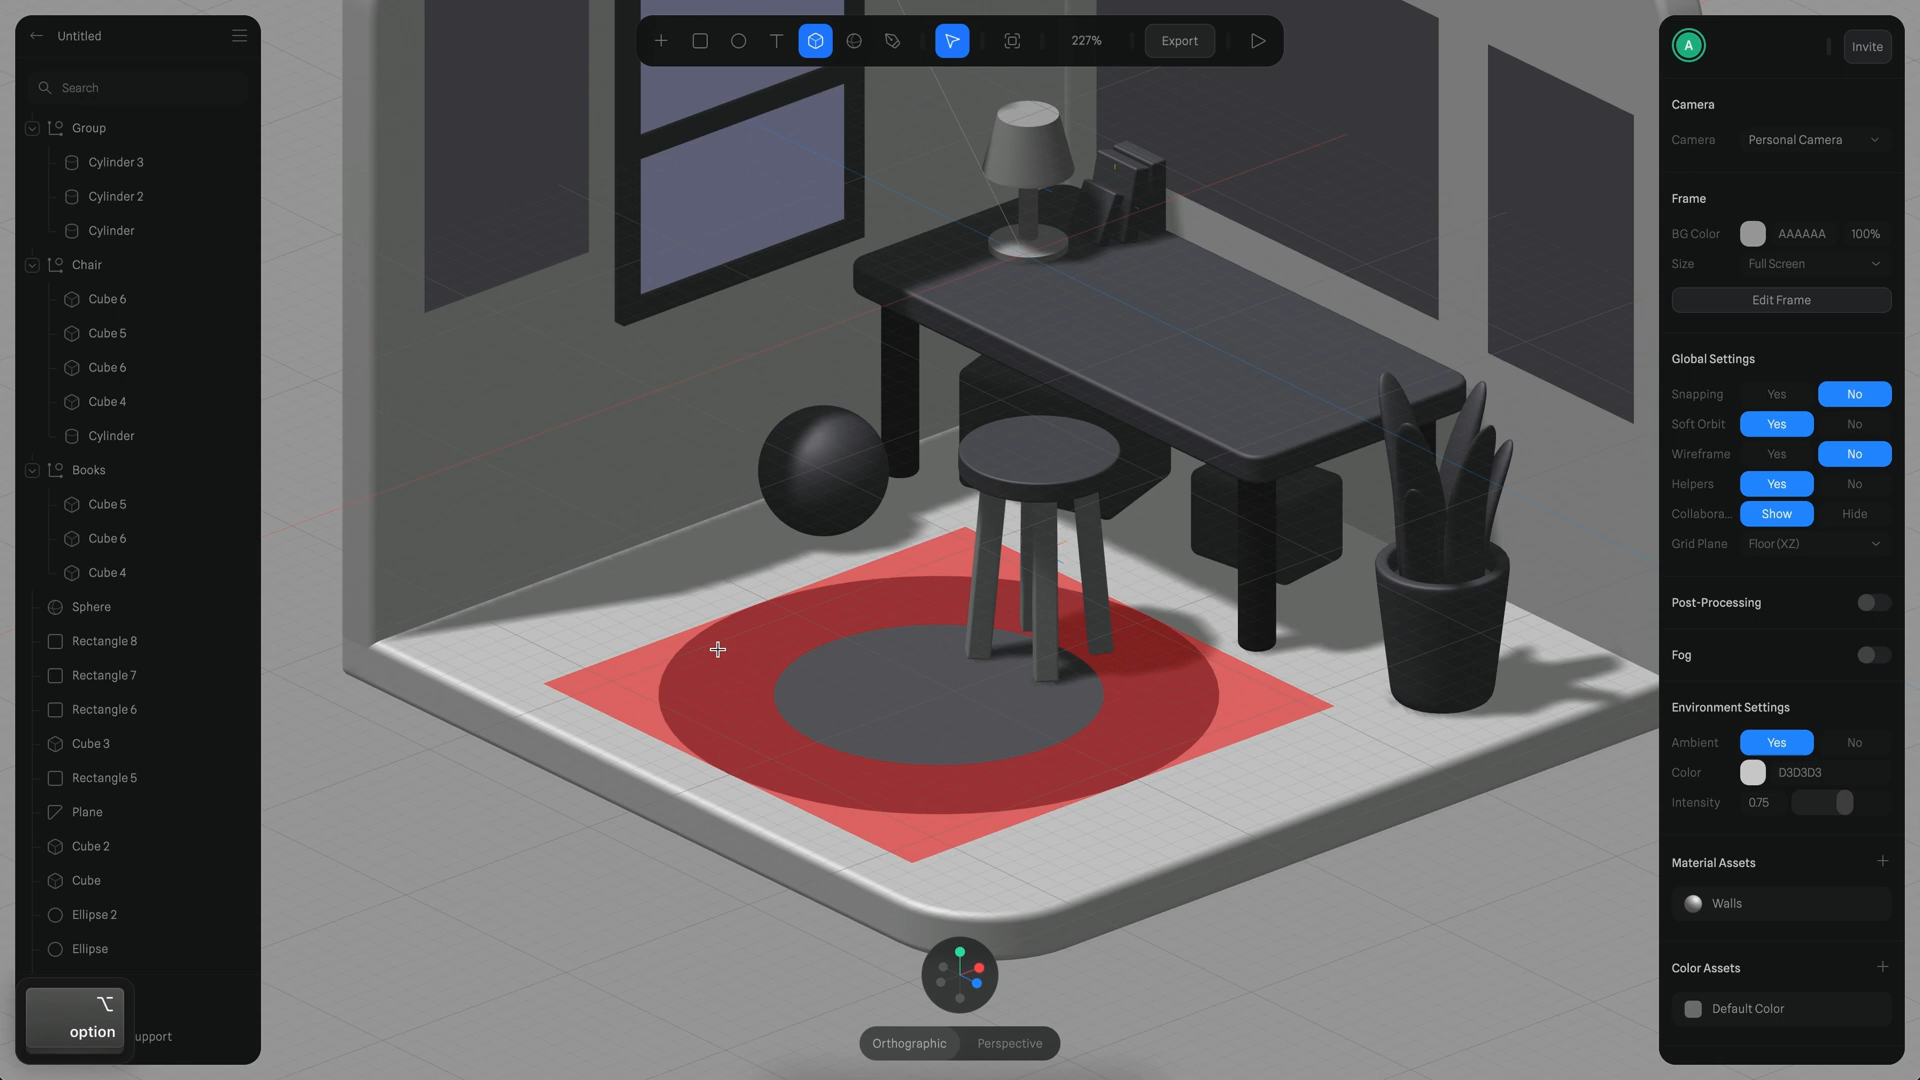 Untitled
Search
Group
Cylinder 3
Cylinder 2
Cylinder
Chair
Cube 6
Cube 5
Cube 6
Cube 4
Cylinder
Books
Cube 5
Cube 6
Cube 4
Sphere
Rectangle 8
Rectangle 7
Rectangle 6
Cube 3
Rectangle 5
Plane
Cube 2
Cube
Ellipse 2
Ellipse
option
upport
T
227%
Export
Orthographic Perspective
A
Invite
Camera
Camera Personal Camera
Frame
BG Color AAAAAA 100%
Size Full Screen
Edit Frame
Global Settings
Snapping Yes No
Soft Orbit Yes No
Wireframe Yes No
Helpers Yes No
Collabora... Show Hide
Grid Plane Floor (XZ)
Post-Processing
Fog
Environment Settings
Ambient Yes No
Color D3D3D3
Intensity 0.75
Material Assets
Walls
Color Assets
Default Color